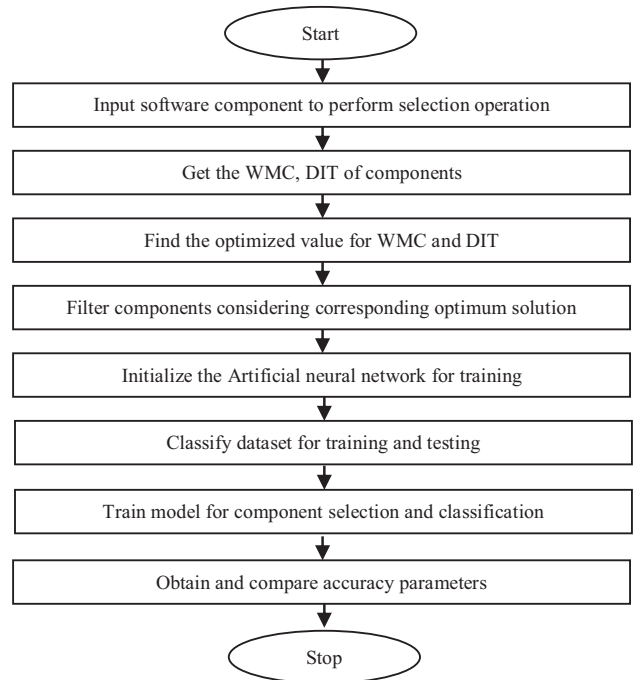 Start
Input software component to perform selection operation
Get the WMC, DIT of components
Find the optimized value for WMC and DIT
Filter components considering corresponding optimum solution
Initialize the Artificial neural network for training
Classify dataset for training and testing
Train model for component selection and classification
Obtain and compare accuracy parameters
Stop